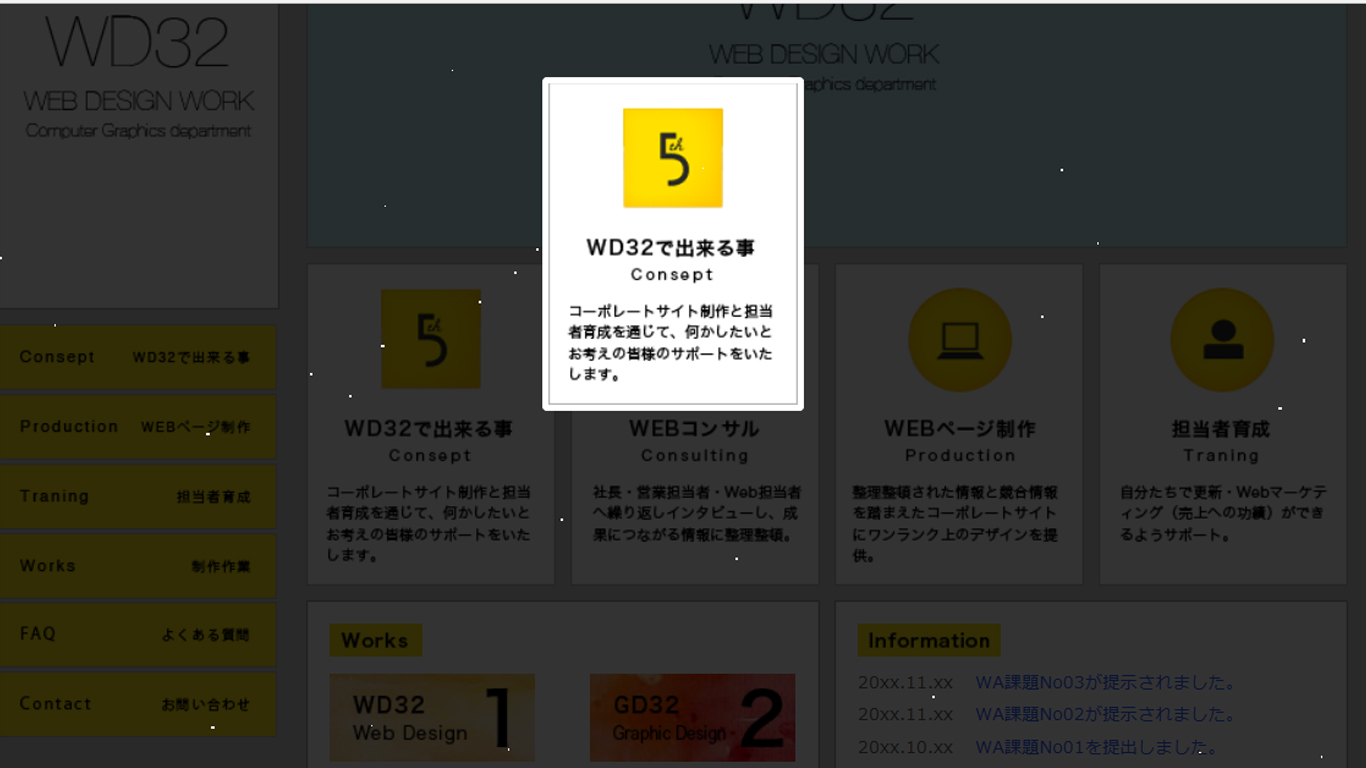 WD32
WEB DESIGN WORK
Computer Graphics department
Consept WD32で出来る事
Production WEBページ制作
Traning 担当者育成
Works 制作作業
FAQ よくある質問
Contact お問い合わせ
WD32
WEB DESIGN WORK
aphics department
5th
WD32で出来る事
Consept
コーポレートサイト制作と担当
者育成を通じて、何かしたいと
お考えの皆様のサポートをいた
します。
5th
WD32で出来る事
Consept
コーポレートサイト制作と担当
者育成を通じて、何かしたいと
お考えの皆様のサポートをいた
します。
WEBコンサル
Consulting
社長・営業担当者・Web担当者
へ繰り返しインタビューし、成
果につながる情報に整理整頓。
WEBページ制作
Production
整理整頓された情報と競合情報
を踏まえたコーポレートサイト
にワンランク上のデザインを提
供。
担当者育成
Traning
自分たちで更新・Webマーケテ
ィング（売上への功績）ができ
るようサポート。
Works
WD32
Web Design
1
GD32
Graphic Design
2
Information
20xx.11.xx WA課題No03が提示されました。
20xx.11.xx WA課題No02が提示されました。
20xx.10.xx WA課題No01を提出しました。